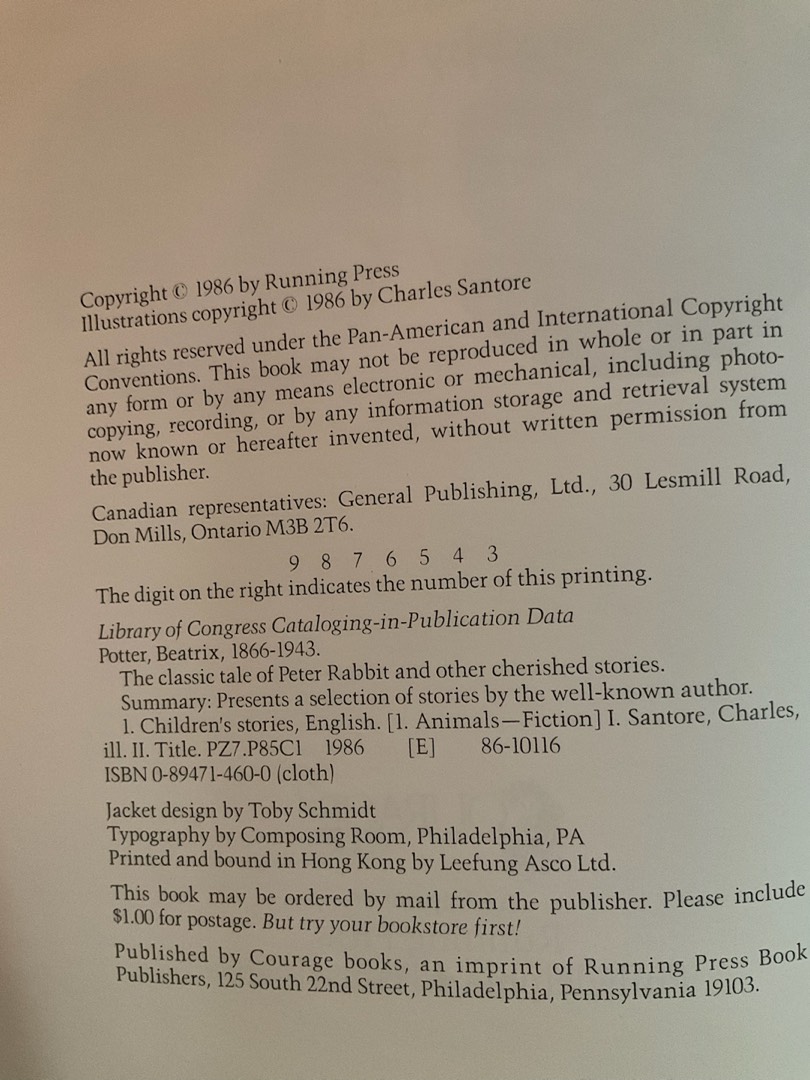 Copyright © 1986 by Running Press
Illustrations copyright © 1986 by Charles Santore
All rights reserved under the Pan-American and International Copyright
Conventions. This book may not be reproduced in whole or in part in
any form or by any means electronic or mechanical, including photo-
copying, recording, or by any information storage and retrieval system
now known or hereafter invented, without written permission from
the publisher.
Canadian representatives: General Publishing, Ltd., 30 Lesmill Road,
Don Mills, Ontario M3B 2T6.
9 8 7 6 5 4 3
The digit on the right indicates the number of this printing.
Library of Congress Cataloging-in-Publication Data
Potter, Beatrix, 1866-1943.
The classic tale of Peter Rabbit and other cherished stories.
Summary: Presents a selection of stories by the well-known author.
1. Children's stories, English. [1. Animals—Fiction] I. Santore, Charles,
ill. II. Title. PZ7.P85C1 1986 [E] 86-10116
ISBN 0-89471-460-0 (cloth)
Jacket design by Toby Schmidt
Typography by Composing Room, Philadelphia, PA
Printed and bound in Hong Kong by Leefung Asco Ltd.
This book may be ordered by mail from the publisher. Please include
$1.00 for postage. But try your bookstore first!
Published by Courage books, an imprint of Running Press Book
Publishers, 125 South 22nd Street, Philadelphia, Pennsylvania 19103.